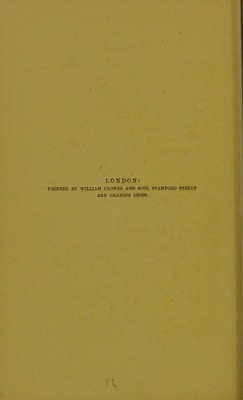 LONDON:
PRINTED BY WILLIAM CLOWES AND SONS, STAMFORD STREET
AND CHARING CROSS.